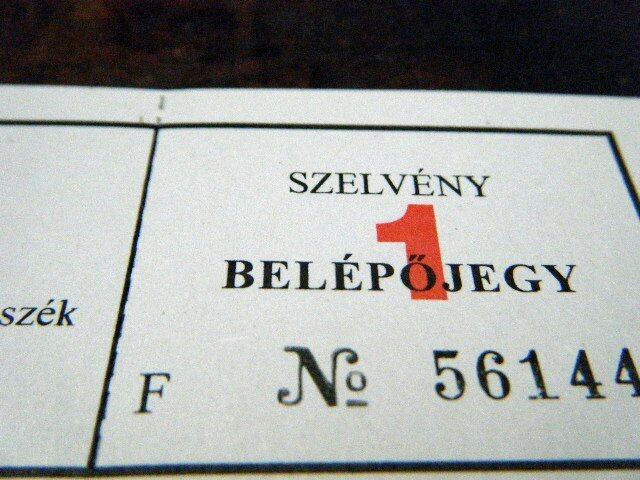 SZELVÉNY
1
BELÉPŐJEGY
szék
F № 56144